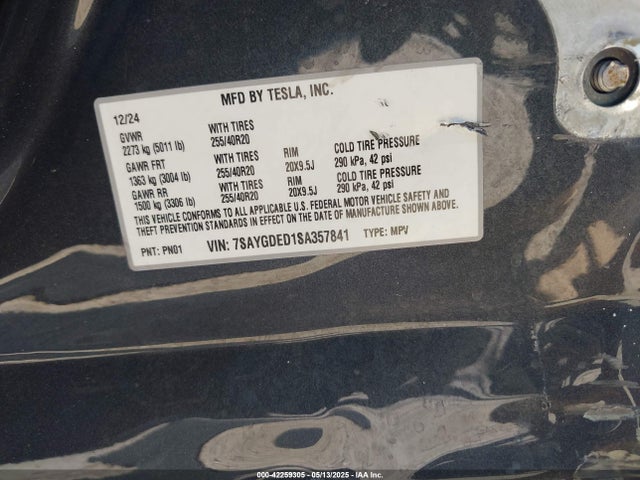 MFD BY TESLA, INC.
12/24
GVWR WITH TIRES
2273 kg (5011 lb) 255/40R20
GAWR FRT WITH TIRES RIM COLD TIRE PRESSURE
1363 kg (3004 lb) 255/40R20 20X9.5J 290 kPa, 42 psi
GAWR RR WITH TIRES RIM COLD TIRE PRESSURE
1500 kg (3306 lb) 255/40R20 20X9.5J 290 kPa, 42 psi
THIS VEHICLE CONFORMS TO ALL APPLICABLE U.S. FEDERAL MOTOR VEHICLE SAFETY AND
THEFT PREVENTION STANDARDS IN EFFECT ON THE DATE OF MANUFACTURE SHOWN ABOVE.
PNT: PN01 VIN: 7SAYGDED1SA357841 TYPE: MPV
000-42259305 - 05/13/2025 - IAA Inc.